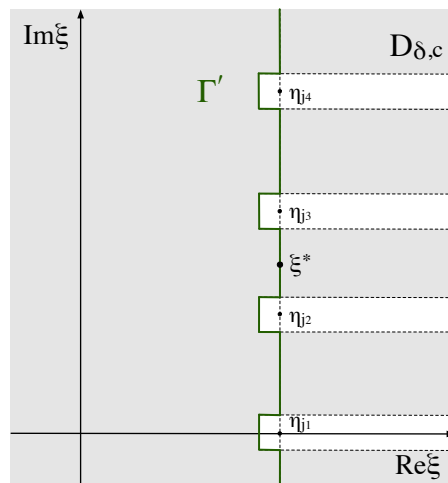 Imξ
D_{δ,c}
Γ′
η_{j4}
η_{j3}
ξ*
η_{j2}
η_{j1}
Reξ